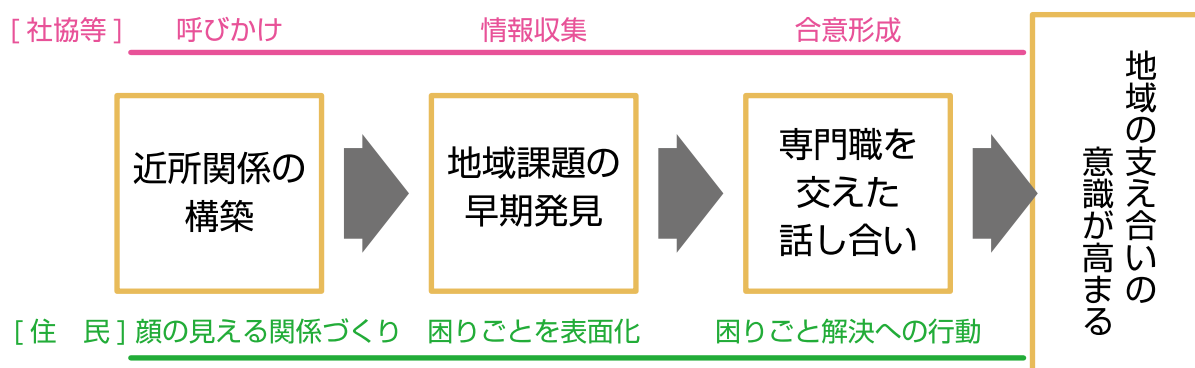 [ 社協等 ] 呼びかけ 情報収集 合意形成
近所関係の
構築
地域課題の
早期発見
専門職を
交えた
話し合い
地域の支え合いの
意識が高まる
[ 住　民 ] 顔の見える関係づくり 困りごとを表面化 困りごと解決への行動